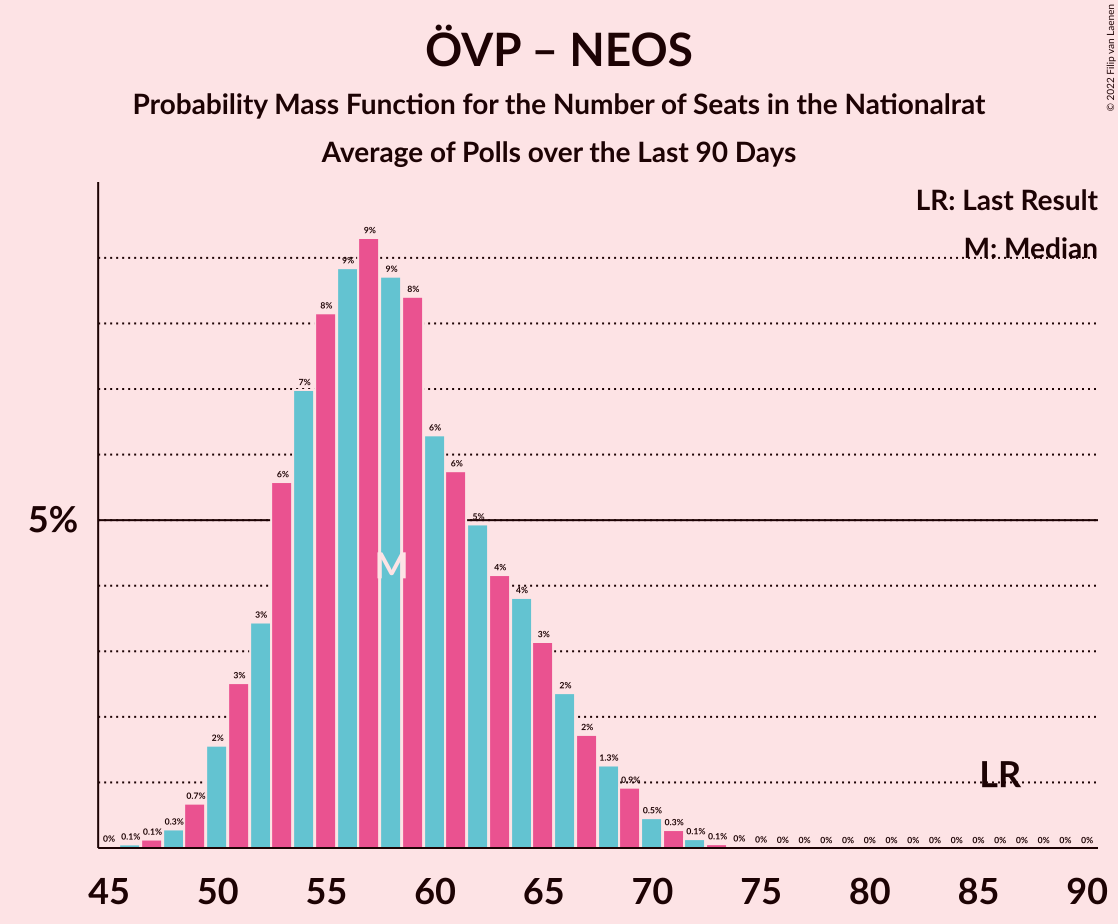 ÖVP – NEOS
Probability Mass Function for the Number of Seats in the Nationalrat
Average of Polls over the Last 90 Days
© 2022 Filip van Laenen
LR: Last Result
M: Median
5%
0% 0.1% 0.1% 0.3% 0.7% 2% 3% 3% 6% 7% 8% 9% 9% 9% 8% 6% 6% 5% 4% 4% 3% 2% 2% 1.3% 0.9% 0.5% 0.3% 0.1% 0.1% 0% 0% 0% 0% 0% 0% 0% 0% 0% 0% 0% 0% 0% 0% 0% 0% 0%
M
LR
45 50 55 60 65 70 75 80 85 90